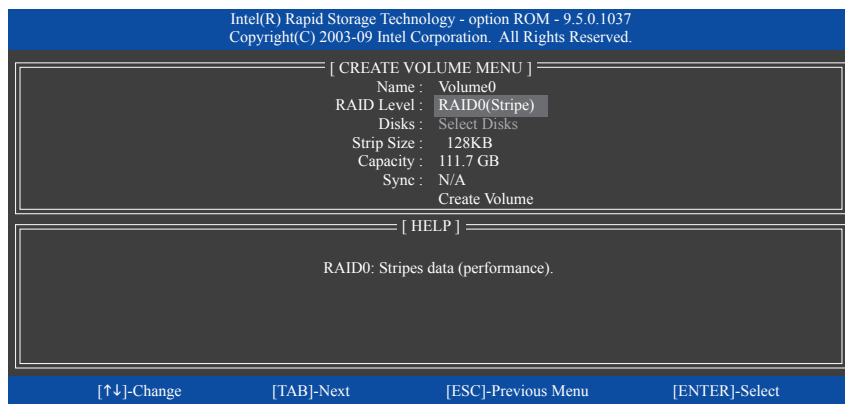 Intel(R) Rapid Storage Technology - option ROM - 9.5.0.1037
Copyright(C) 2003-09 Intel Corporation. All Rights Reserved.
[ CREATE VOLUME MENU ]
Name : Volume0
RAID Level : RAID0(Stripe)
Disks : Select Disks
Strip Size : 128KB
Capacity : 111.7 GB
Sync : N/A
Create Volume
[ HELP ]
RAID0: Stripes data (performance).
[↑↓]-Change [TAB]-Next [ESC]-Previous Menu [ENTER]-Select